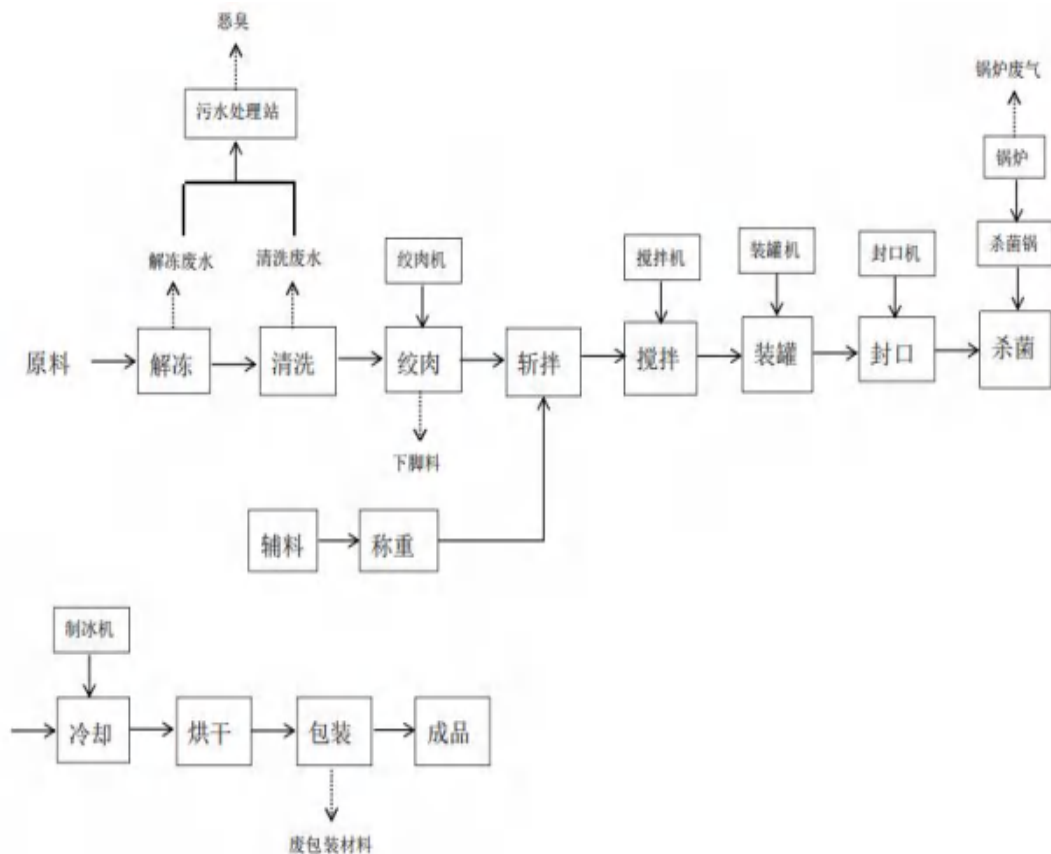 恶臭
锅炉废气
污水处理站
锅炉
解冻废水
清洗废水
绞肉机
搅拌机
装罐机
封口机
杀菌锅
原料
解冻
清洗
绞肉
斩拌
搅拌
装罐
封口
杀菌
下脚料
辅料
称重
制冰机
冷却
烘干
包装
成品
废包装材料